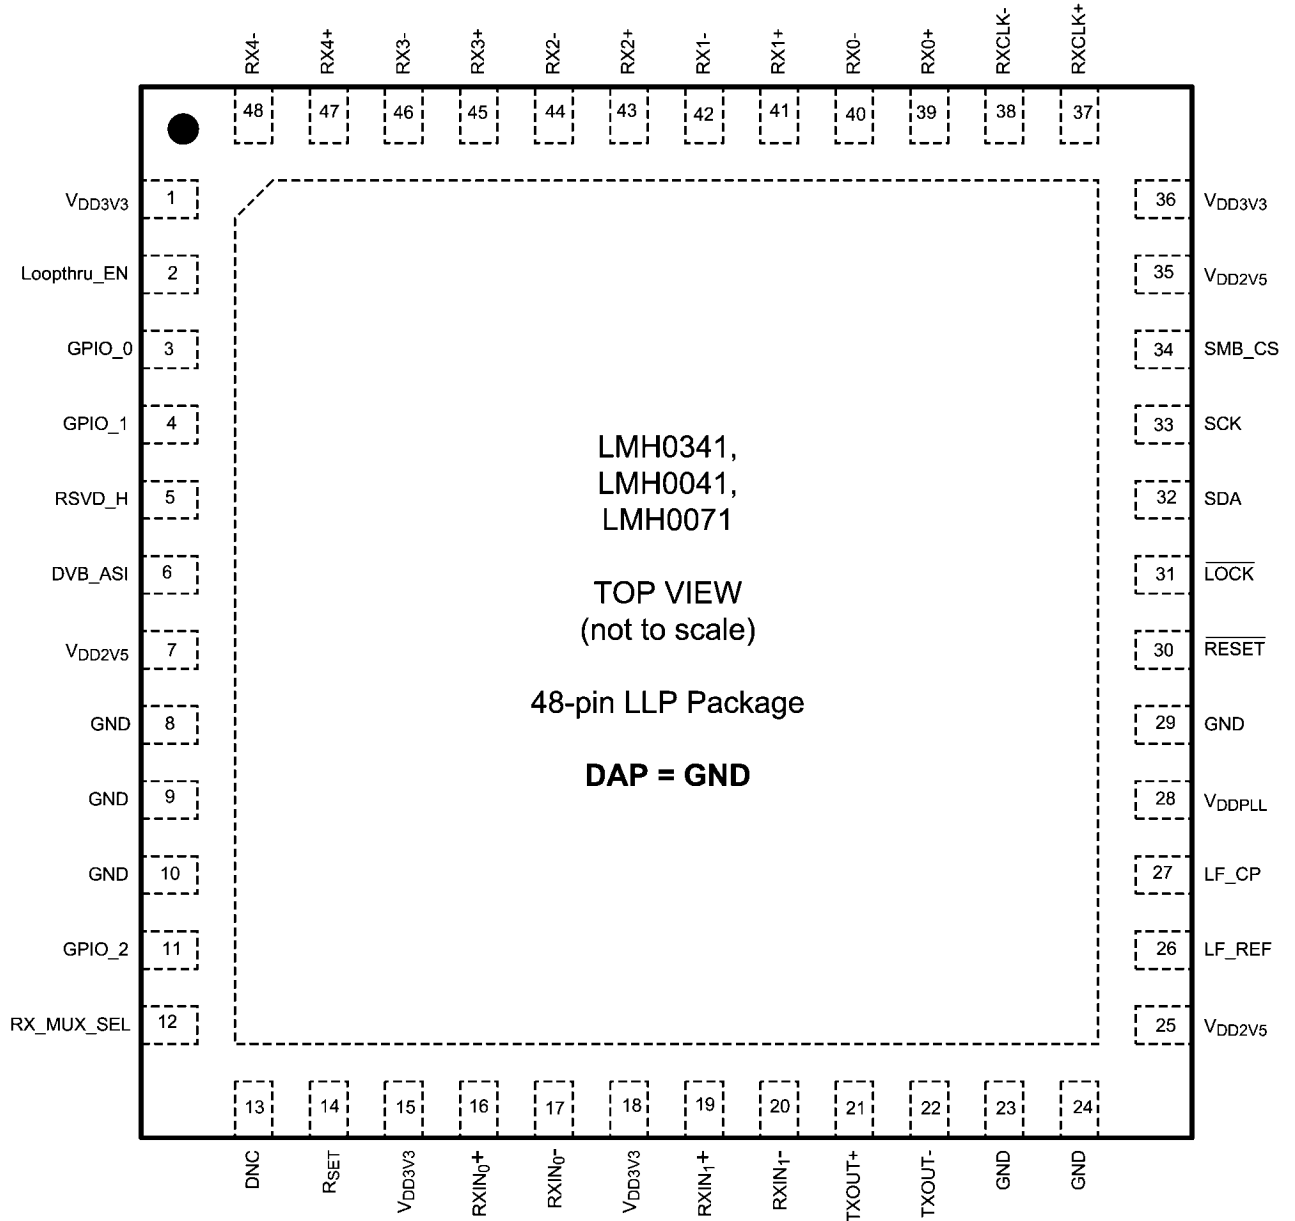 RX4-
RX4+
RX3-
RX3+
RX2-
RX2+
RX1-
RX1+
RX0-
RX0+
RXCLK-
RXCLK+
48
47
46
45
44
43
42
41
40
39
38
37
VDD3V3 1
Loopthru_EN 2
GPIO_0 3
GPIO_1 4
RSVD_H 5
DVB_ASI 6
VDD2V5 7
GND 8
GND 9
GND 10
GPIO_2 11
RX_MUX_SEL 12
LMH0341,
LMH0041,
LMH0071
TOP VIEW
(not to scale)
48-pin LLP Package
DAP = GND
36 VDD3V3
35 VDD2V5
34 SMB_CS
33 SCK
32 SDA
31 LOCK
30 RESET
29 GND
28 VDDPLL
27 LF_CP
26 LF_REF
25 VDD2V5
13
14
15
16
17
18
19
20
21
22
23
24
DNC
RSET
VDD3V3
RXIN0+
RXIN0-
VDD3V3
RXIN1+
RXIN1-
TXOUT+
TXOUT-
GND
GND